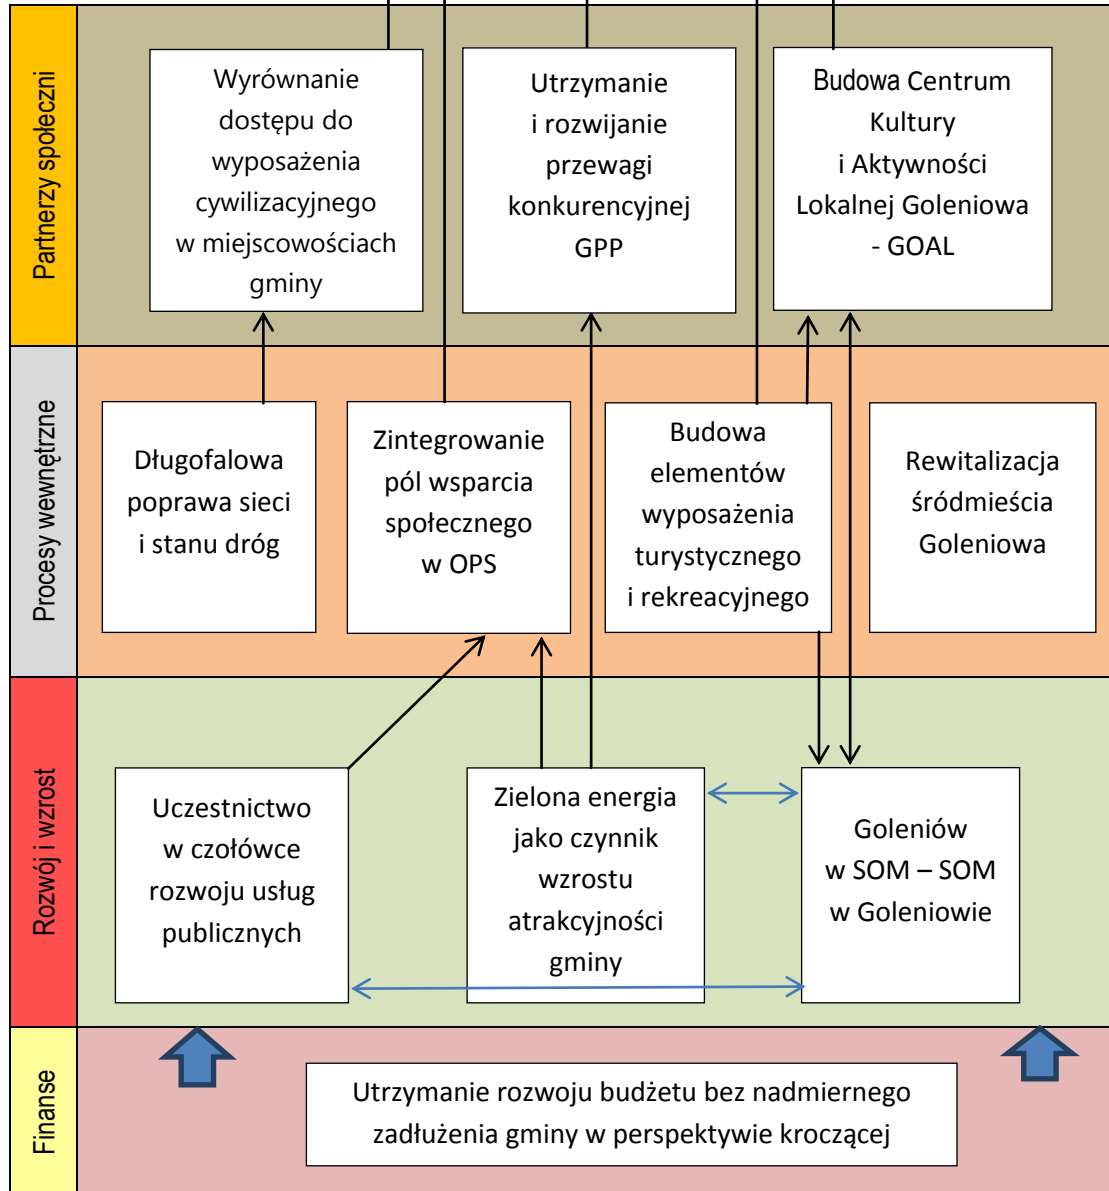 Partnerzy społeczni
Wyrównanie
dostępu do
wyposażenia
cywilizacyjnego
w miejscowościach
gminy
Utrzymanie
i rozwijanie
przewagi
konkurencyjnej
GPP
Budowa Centrum
Kultury
i Aktywności
Lokalnej Goleniowa
- GOAL
Procesy wewnętrzne
Długofalowa
poprawa sieci
i stanu dróg
Zintegrowanie
pól wsparcia
społecznego
w OPS
Budowa
elementów
wyposażenia
turystycznego
i rekreacyjnego
Rewitalizacja
śródmieścia
Goleniowa
Rozwój i wzrost
Uczestnictwo
w czołówce
rozwoju usług
publicznych
Zielona energia
jako czynnik
wzrostu
atrakcyjności
gminy
Goleniów
w SOM – SOM
w Goleniowie
Finanse
Utrzymanie rozwoju budżetu bez nadmiernego
zadłużenia gminy w perspektywie kroczącej